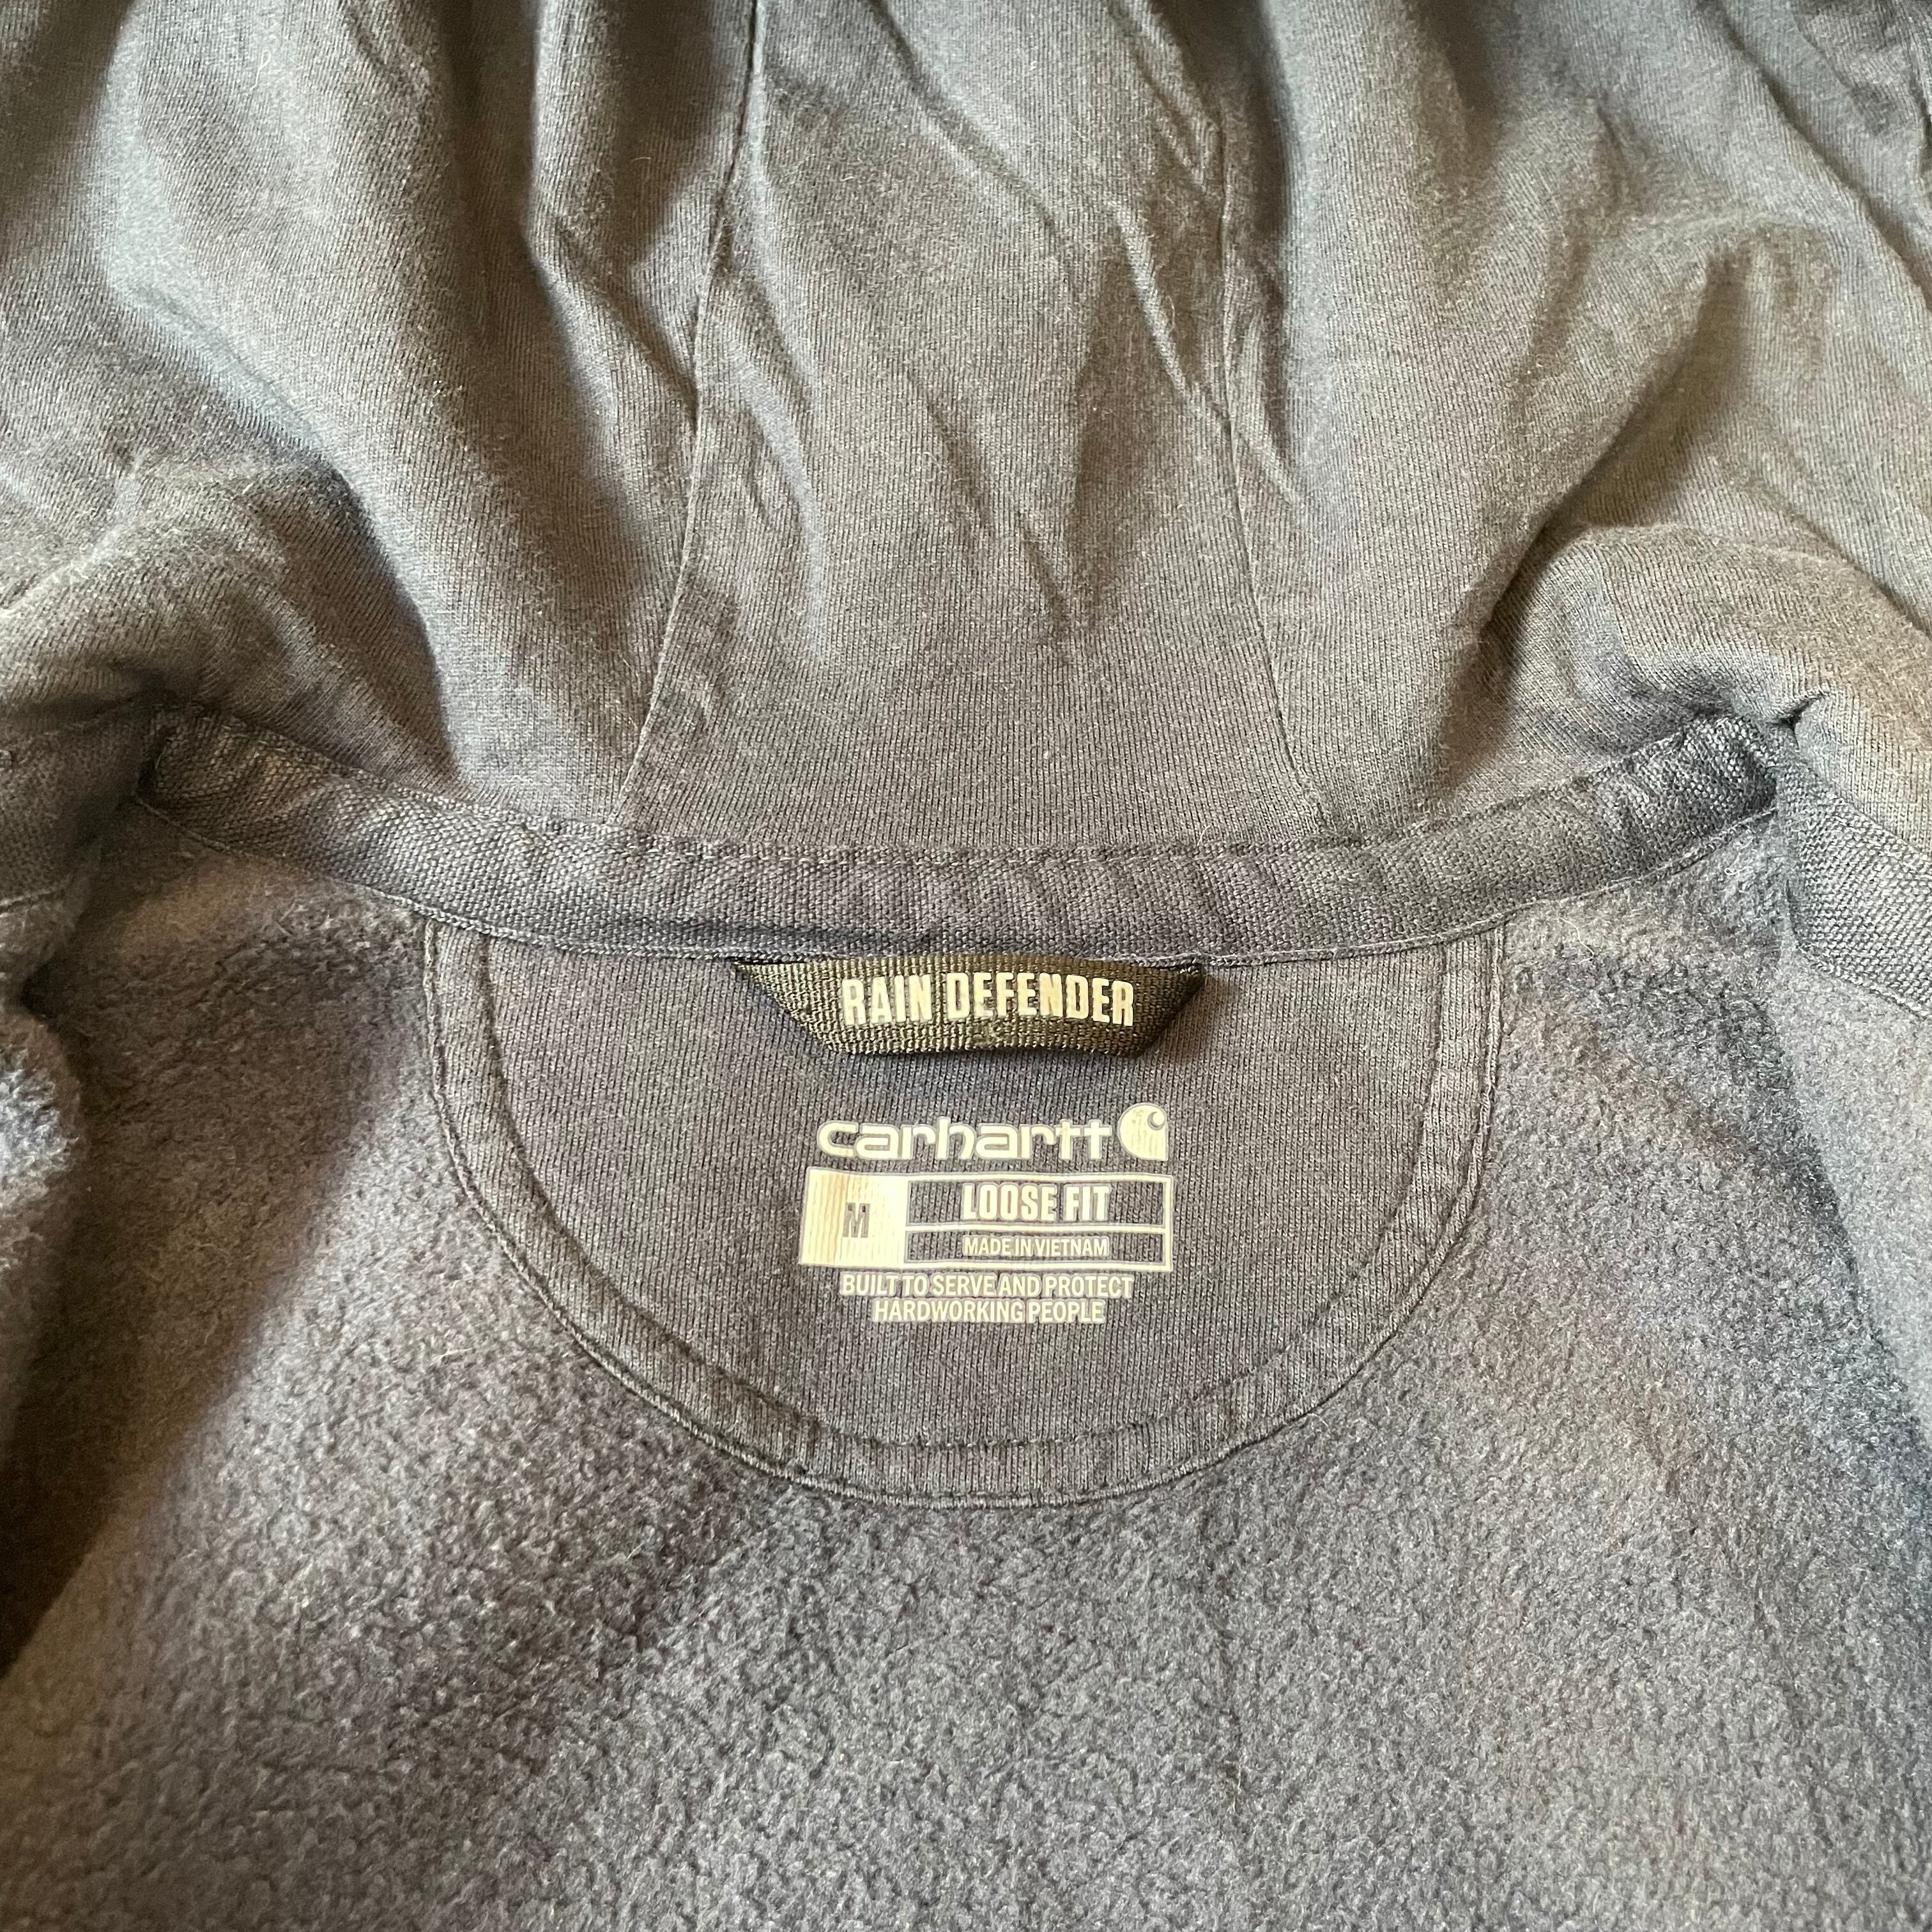 RAIN DEFENDER
carhartt
M
LOOSE FIT
MADE IN VIETNAM
BUILT TO SERVE AND PROTECT
HARDWORKING PEOPLE